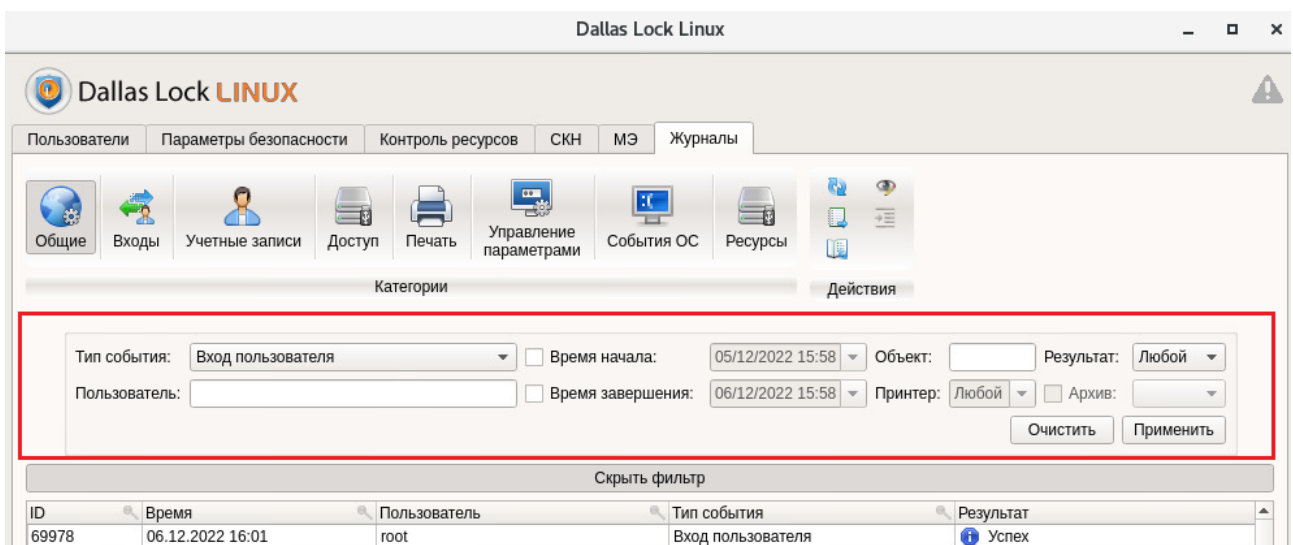 Dallas Lock Linux
Dallas Lock LINUX
Пользователи Параметры безопасности Контроль ресурсов СКН МЭ Журналы
Общие Входы Учетные записи Доступ Печать Управление параметрами События ОС Ресурсы
Категории Действия
Тип события: Вход пользователя Время начала: 05/12/2022 15:58 Объект: Результат: Любой
Пользователь: Время завершения: 06/12/2022 15:58 Принтер: Любой Архив:
Очистить Применить
Скрыть фильтр
ID Время Пользователь Тип события Результат
69978 06.12.2022 16:01 root Вход пользователя Успех